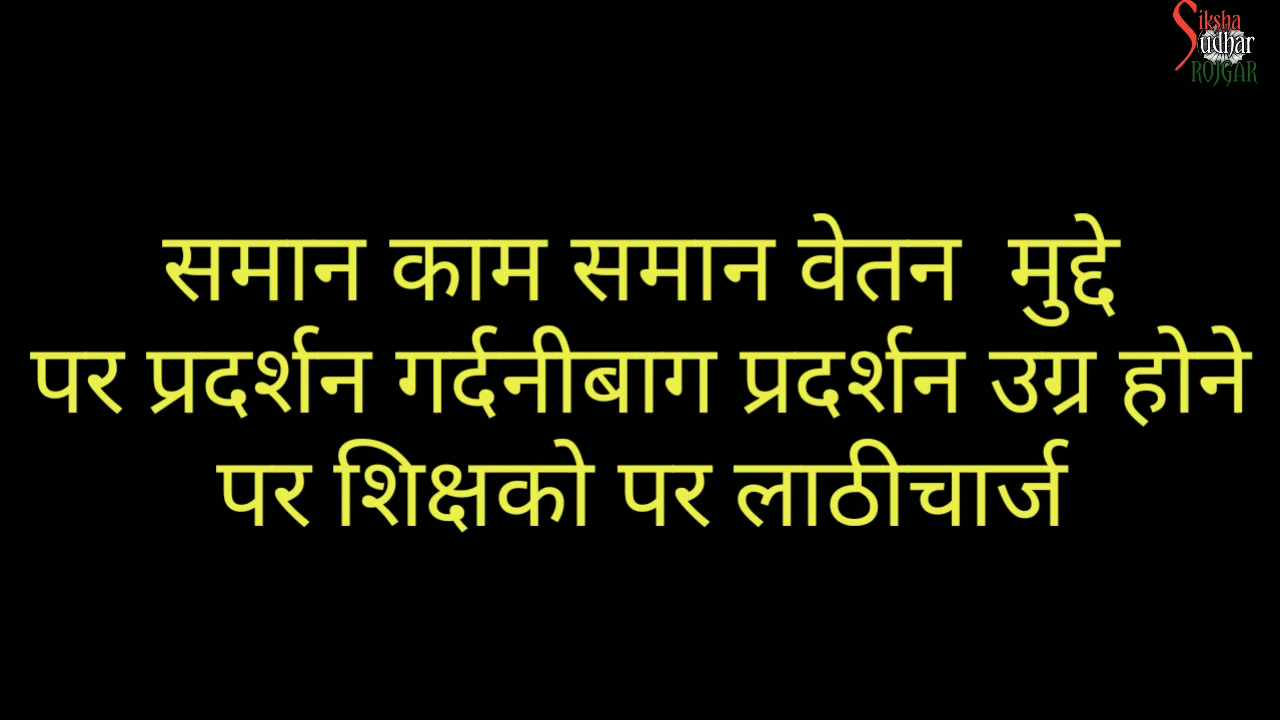 Siksha
Sudhar
ROJGAR
समान काम समान वेतन मुद्दे
पर प्रदर्शन गर्दनीबाग प्रदर्शन उग्र होने
पर शिक्षको पर लाठीचार्ज